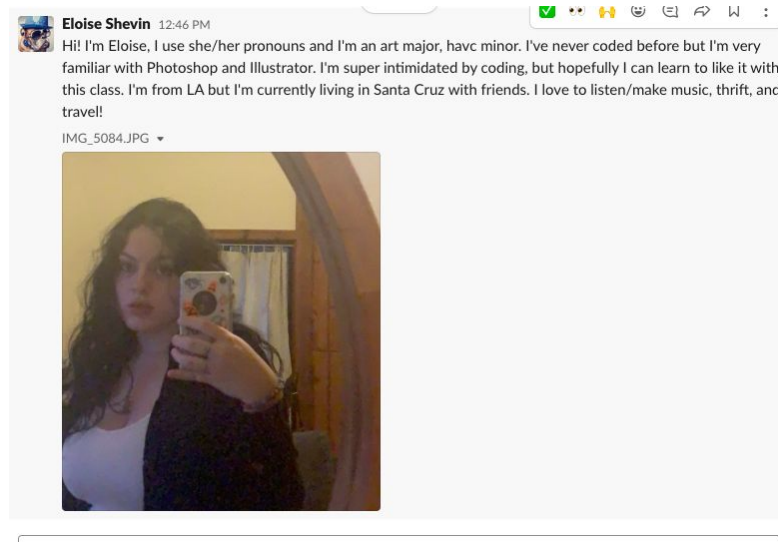 Eloise Shevin 12:46 PM
Hi! I'm Eloise, I use she/her pronouns and I'm an art major, havc minor. I've never coded before but I'm very
familiar with Photoshop and Illustrator. I'm super intimidated by coding, but hopefully I can learn to like it with
this class. I'm from LA but I'm currently living in Santa Cruz with friends. I love to listen/make music, thrift, and
travel!
IMG_5084.JPG